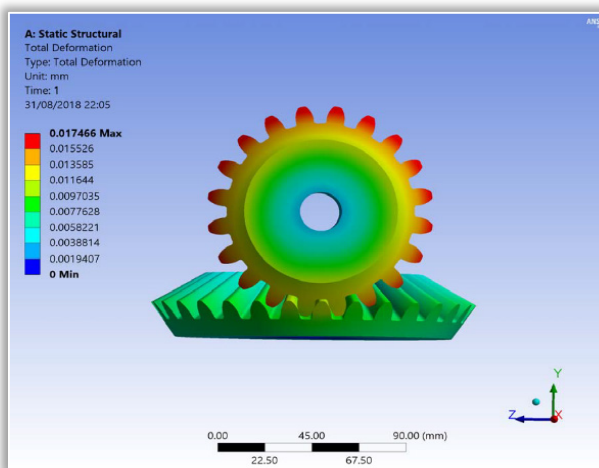 A: Static Structural
Total Deformation
Type: Total Deformation
Unit: mm
Time: 1
31/08/2018 22:05
0.017466 Max
0.015526
0.013585
0.011644
0.0097035
0.0077628
0.0058221
0.0038814
0.0019407
0 Min
Y
Z
X
0.00 45.00 90.00 (mm)
22.50 67.50